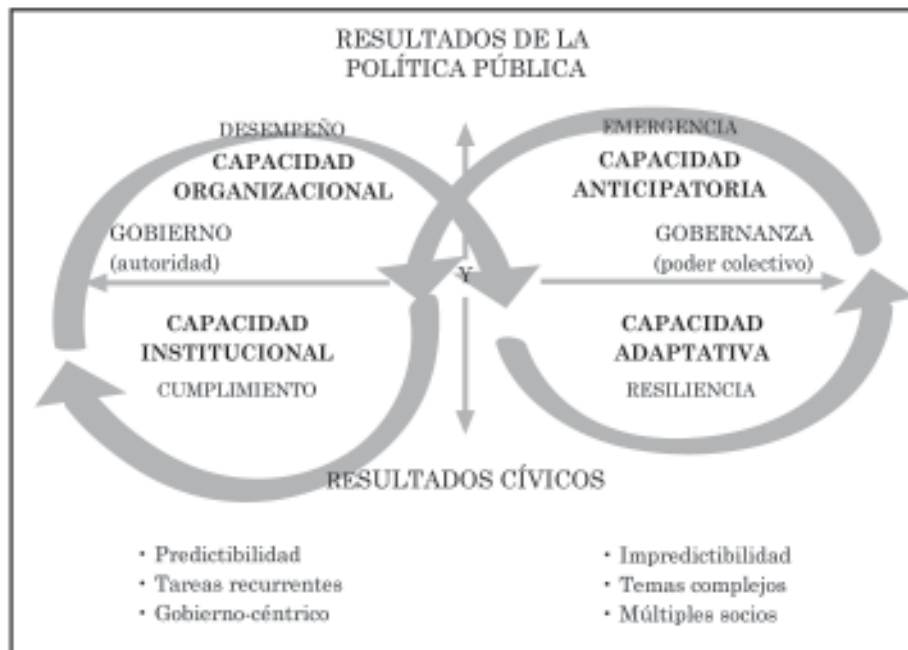 RESULTADOS DE LA
POLÍTICA PÚBLICA
DESEMPEÑO
CAPACIDAD
ORGANIZACIONAL
EMERGENCIA
CAPACIDAD
ANTICIPATORIA
GOBIERNO
(autoridad)
GOBERNANZA
(poder colectivo)
Y
CAPACIDAD
INSTITUCIONAL
CUMPLIMIENTO
CAPACIDAD
ADAPTATIVA
RESILIENCIA
RESULTADOS CÍVICOS
• Predictibilidad
• Tareas recurrentes
• Gobierno-céntrico
• Impredictibilidad
• Temas complejos
• Múltiples socios